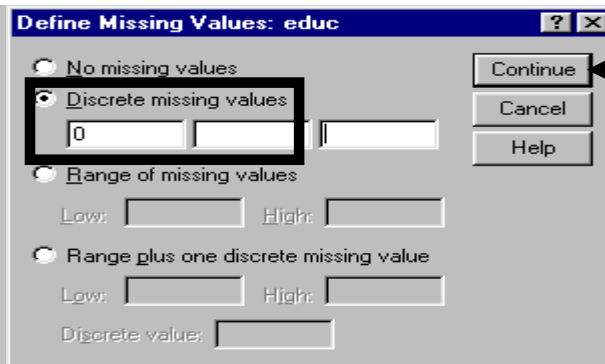 Define Missing Values: educ
No missing values
Continue
Discrete missing values
Cancel
0
Help
Range of missing values
Low: High:
Range plus one discrete missing value
Low: High:
Discrete value: